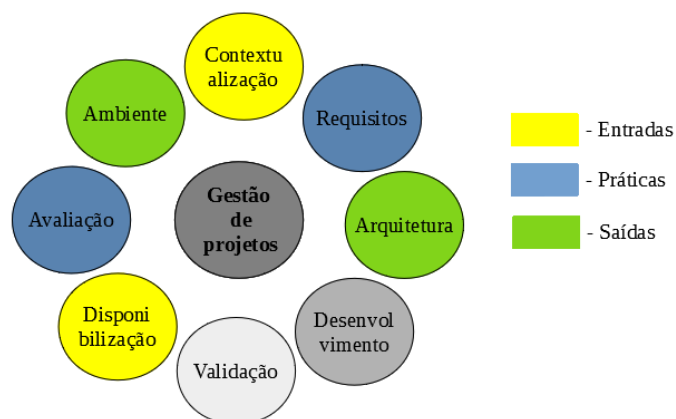 Contextu
alização
Ambiente
Requisitos
Avaliação
Gestão
de
projetos
Arquitetura
Disponi
bilização
Desenvol
vimento
Validação
- Entradas
- Práticas
- Saídas